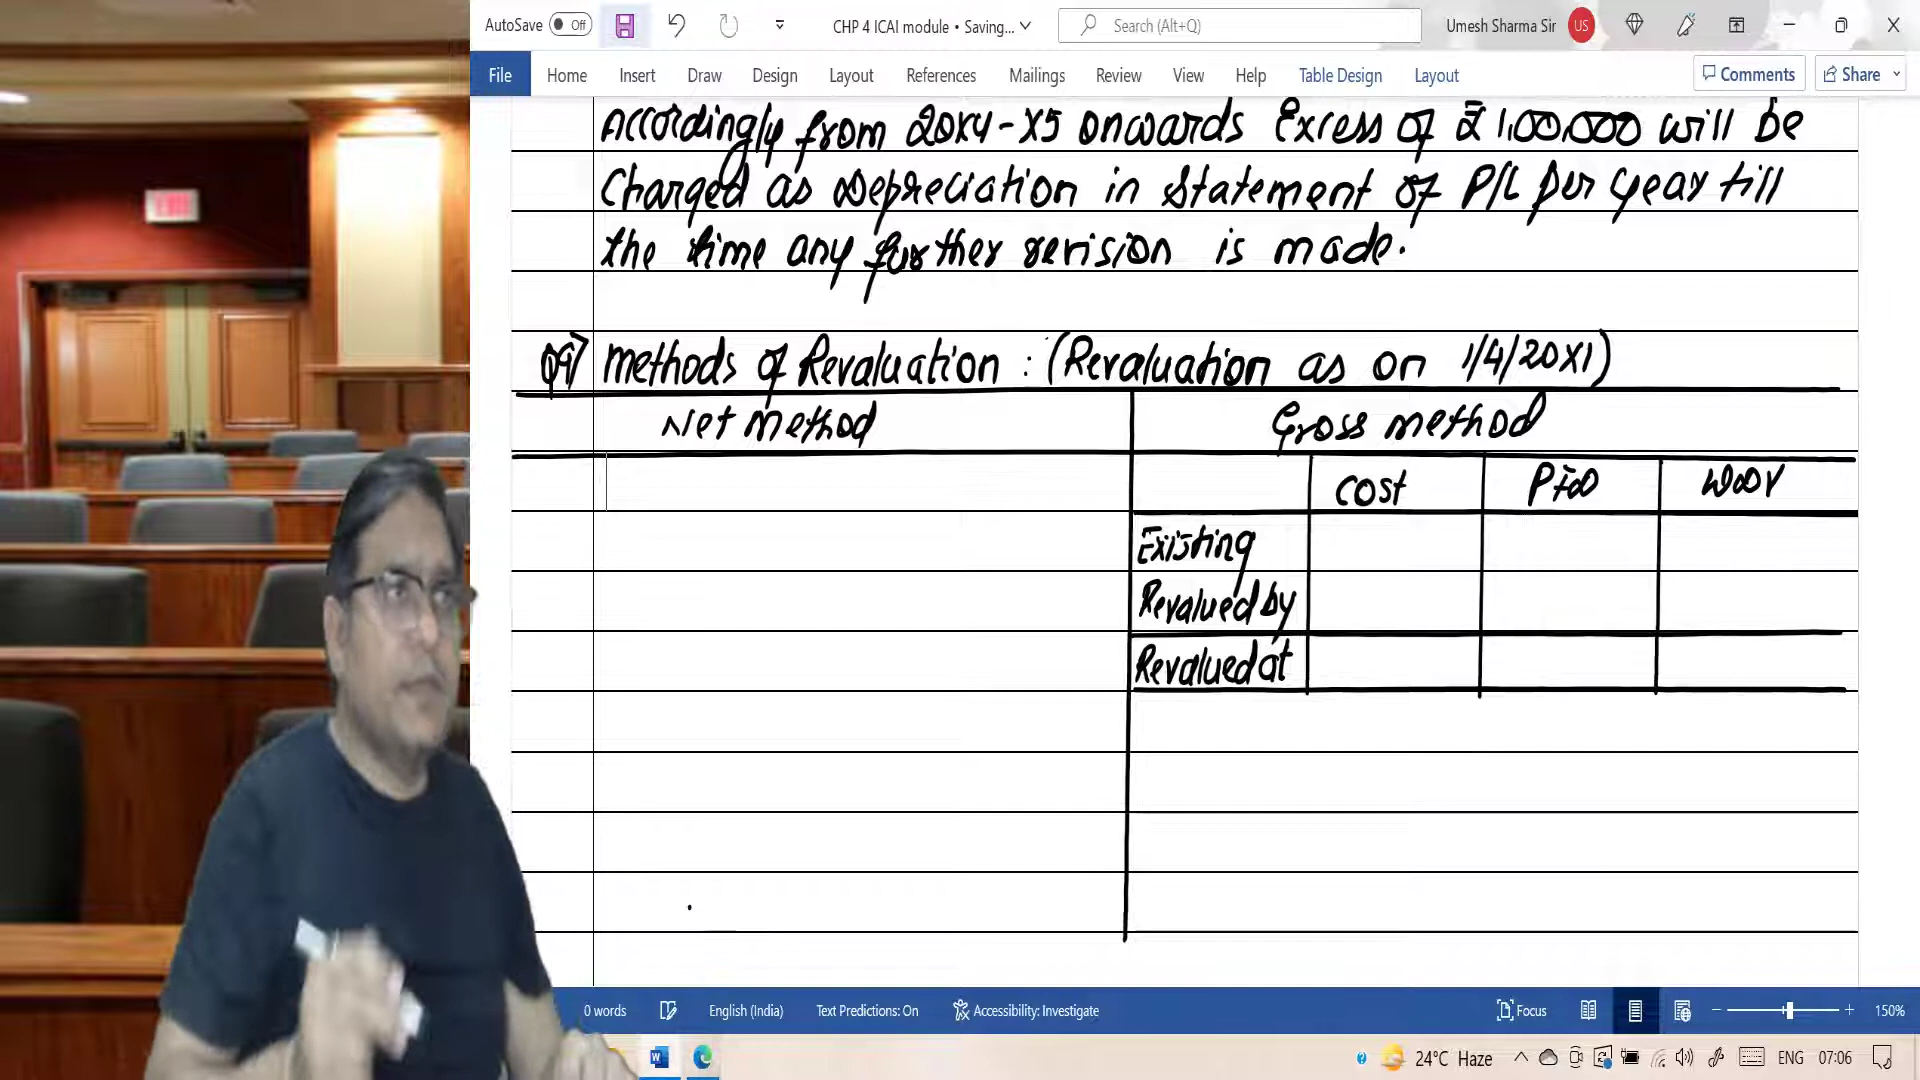 AutoSave Off CHP 4 ICAI module • Saving... Search (Alt+Q) Umesh Sharma Sir US
File Home Insert Draw Design Layout References Mailings Review View Help Table Design Layout Comments Share
Accordingly from 20X4-X5 onwards Excess of ₹1,00,000 will be
Charged as Depreciation in Statement of P/L per year till
the time any further revision is made.
Methods of Revaluation : (Revaluation as on 1/4/20X1)
Net Method Gross method
Cost PFD WDV
Existing
Revalued by
Revalued at
0 words English (India) Text Predictions: On Accessibility: Investigate Focus 150%
24°C Haze ENG 07:06